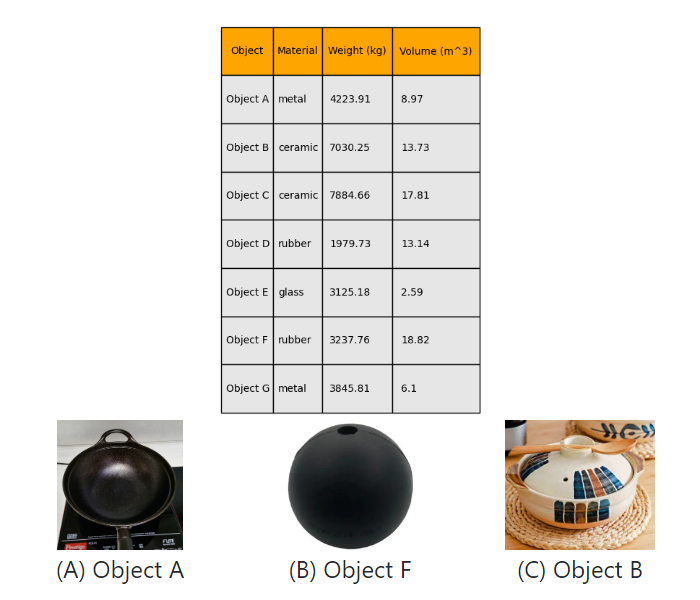 Object Material Weight (kg) Volume (m^3)
Object A metal 4223.91 8.97
Object B ceramic 7030.25 13.73
Object C ceramic 7884.66 17.81
Object D rubber 1979.73 13.14
Object E glass 3125.18 2.59
Object F rubber 3237.76 18.82
Object G metal 3845.81 6.1
Prestige
(A) Object A
(B) Object F
(C) Object B